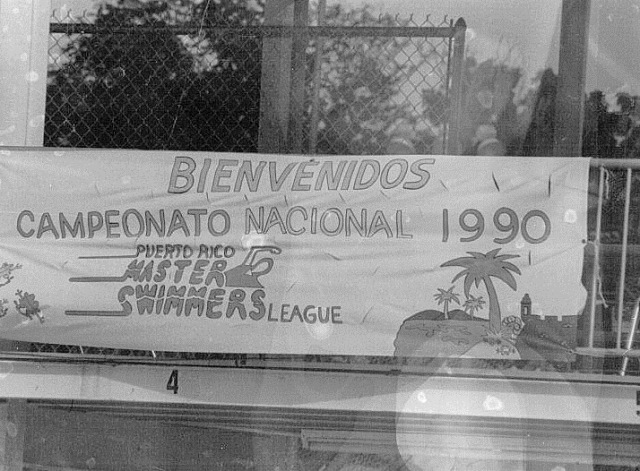 BIENVENIDOS
CAMPEONATO NACIONAL 1990
PUERTO RICO
MASTER
SWIMMERS LEAGUE
4